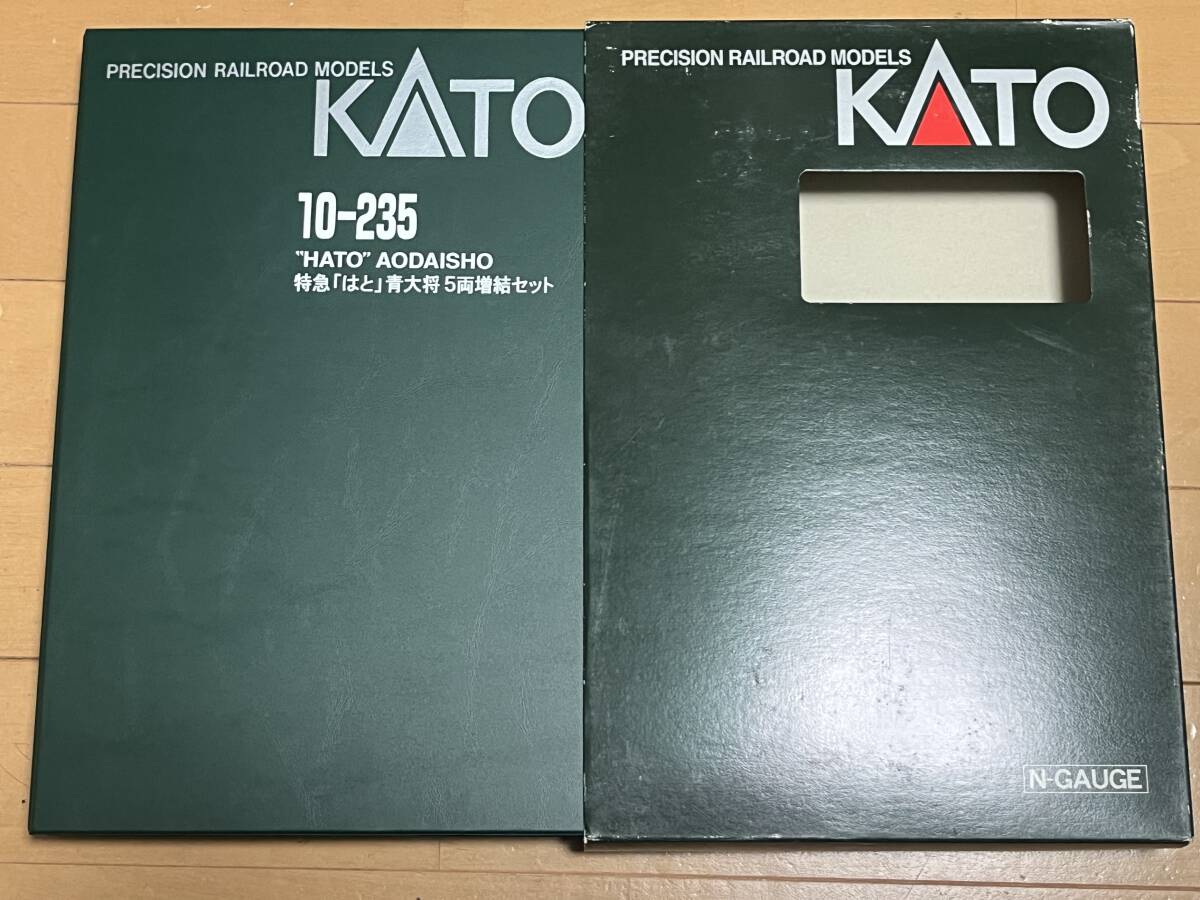 PRECISION RAILROAD MODELS
KATO
10-235
"HATO" AODAISHO
特急「はと」青大将5両増結セット
PRECISION RAILROAD MODELS
KATO
N-GAUGE